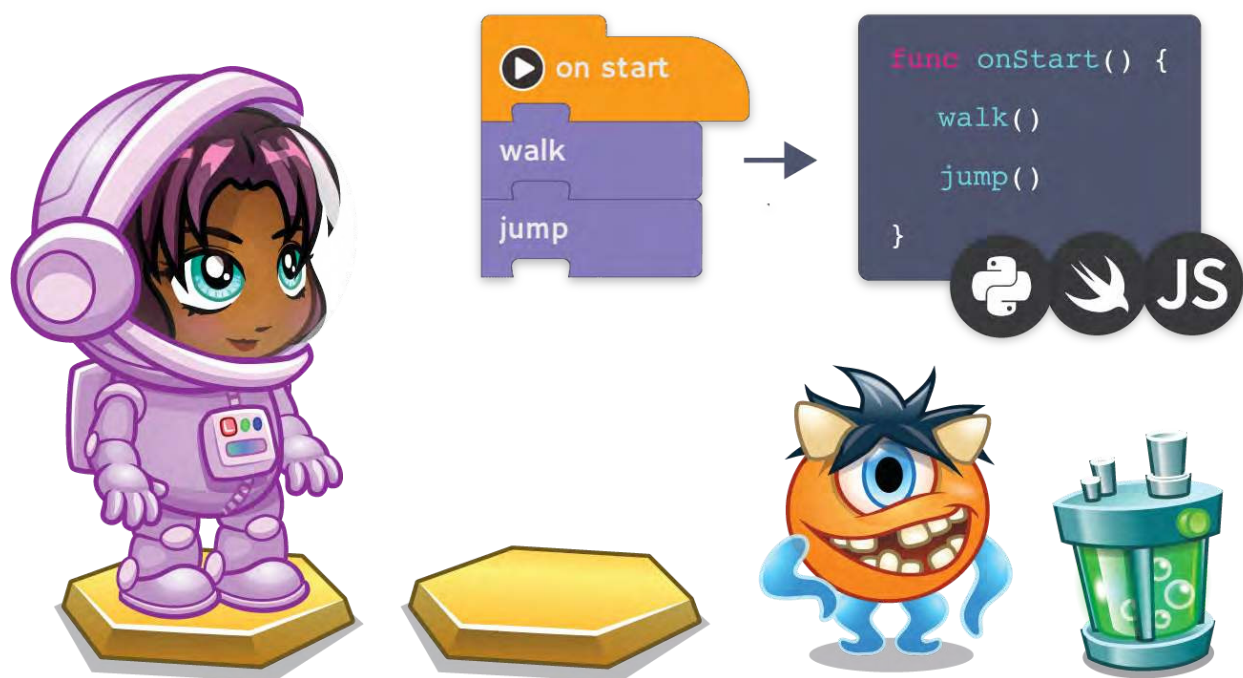 on start
walk
jump
func onStart() {
walk()
jump()
}
JS